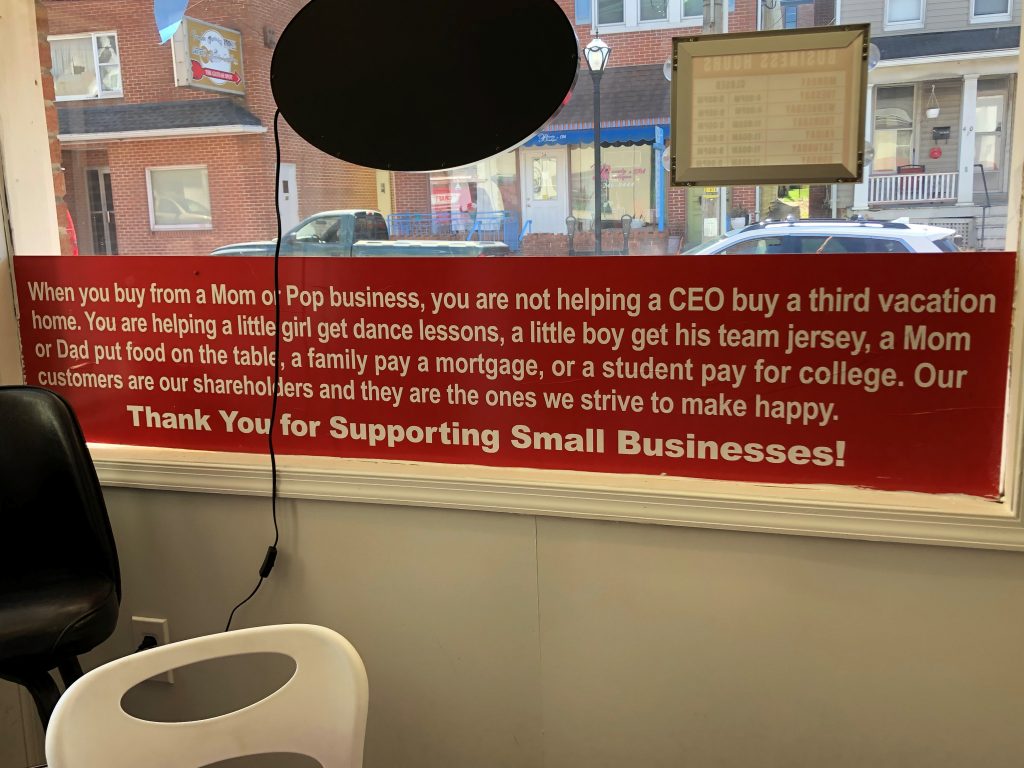 BUSINESS HOURS
When you buy from a Mom or Pop business, you are not helping a CEO buy a third vacation
home. You are helping a little girl get dance lessons, a little boy get his team jersey, a Mom
or Dad put food on the table, a family pay a mortgage, or a student pay for college. Our
customers are our shareholders and they are the ones we strive to make happy.
Thank You for Supporting Small Businesses!